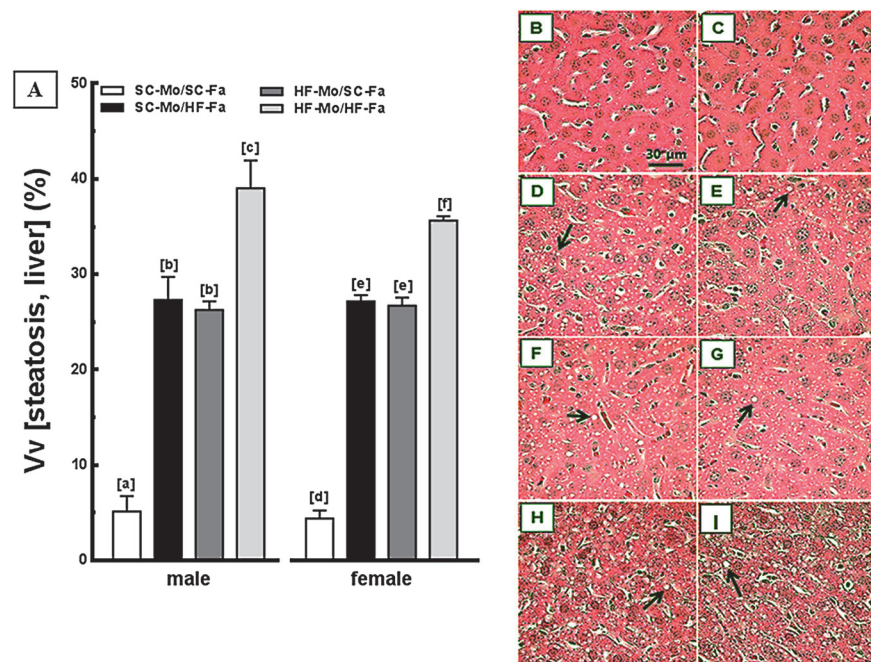 A
SC-Mo/SC-Fa
HF-Mo/SC-Fa
SC-Mo/HF-Fa
HF-Mo/HF-Fa
Vv [steatosis, liver] (%)
50
40
30
20
10
0
[a]
[b]
[b]
[c]
[d]
[e]
[e]
[f]
male
female
B
C
30 µm
D
E
F
G
H
I